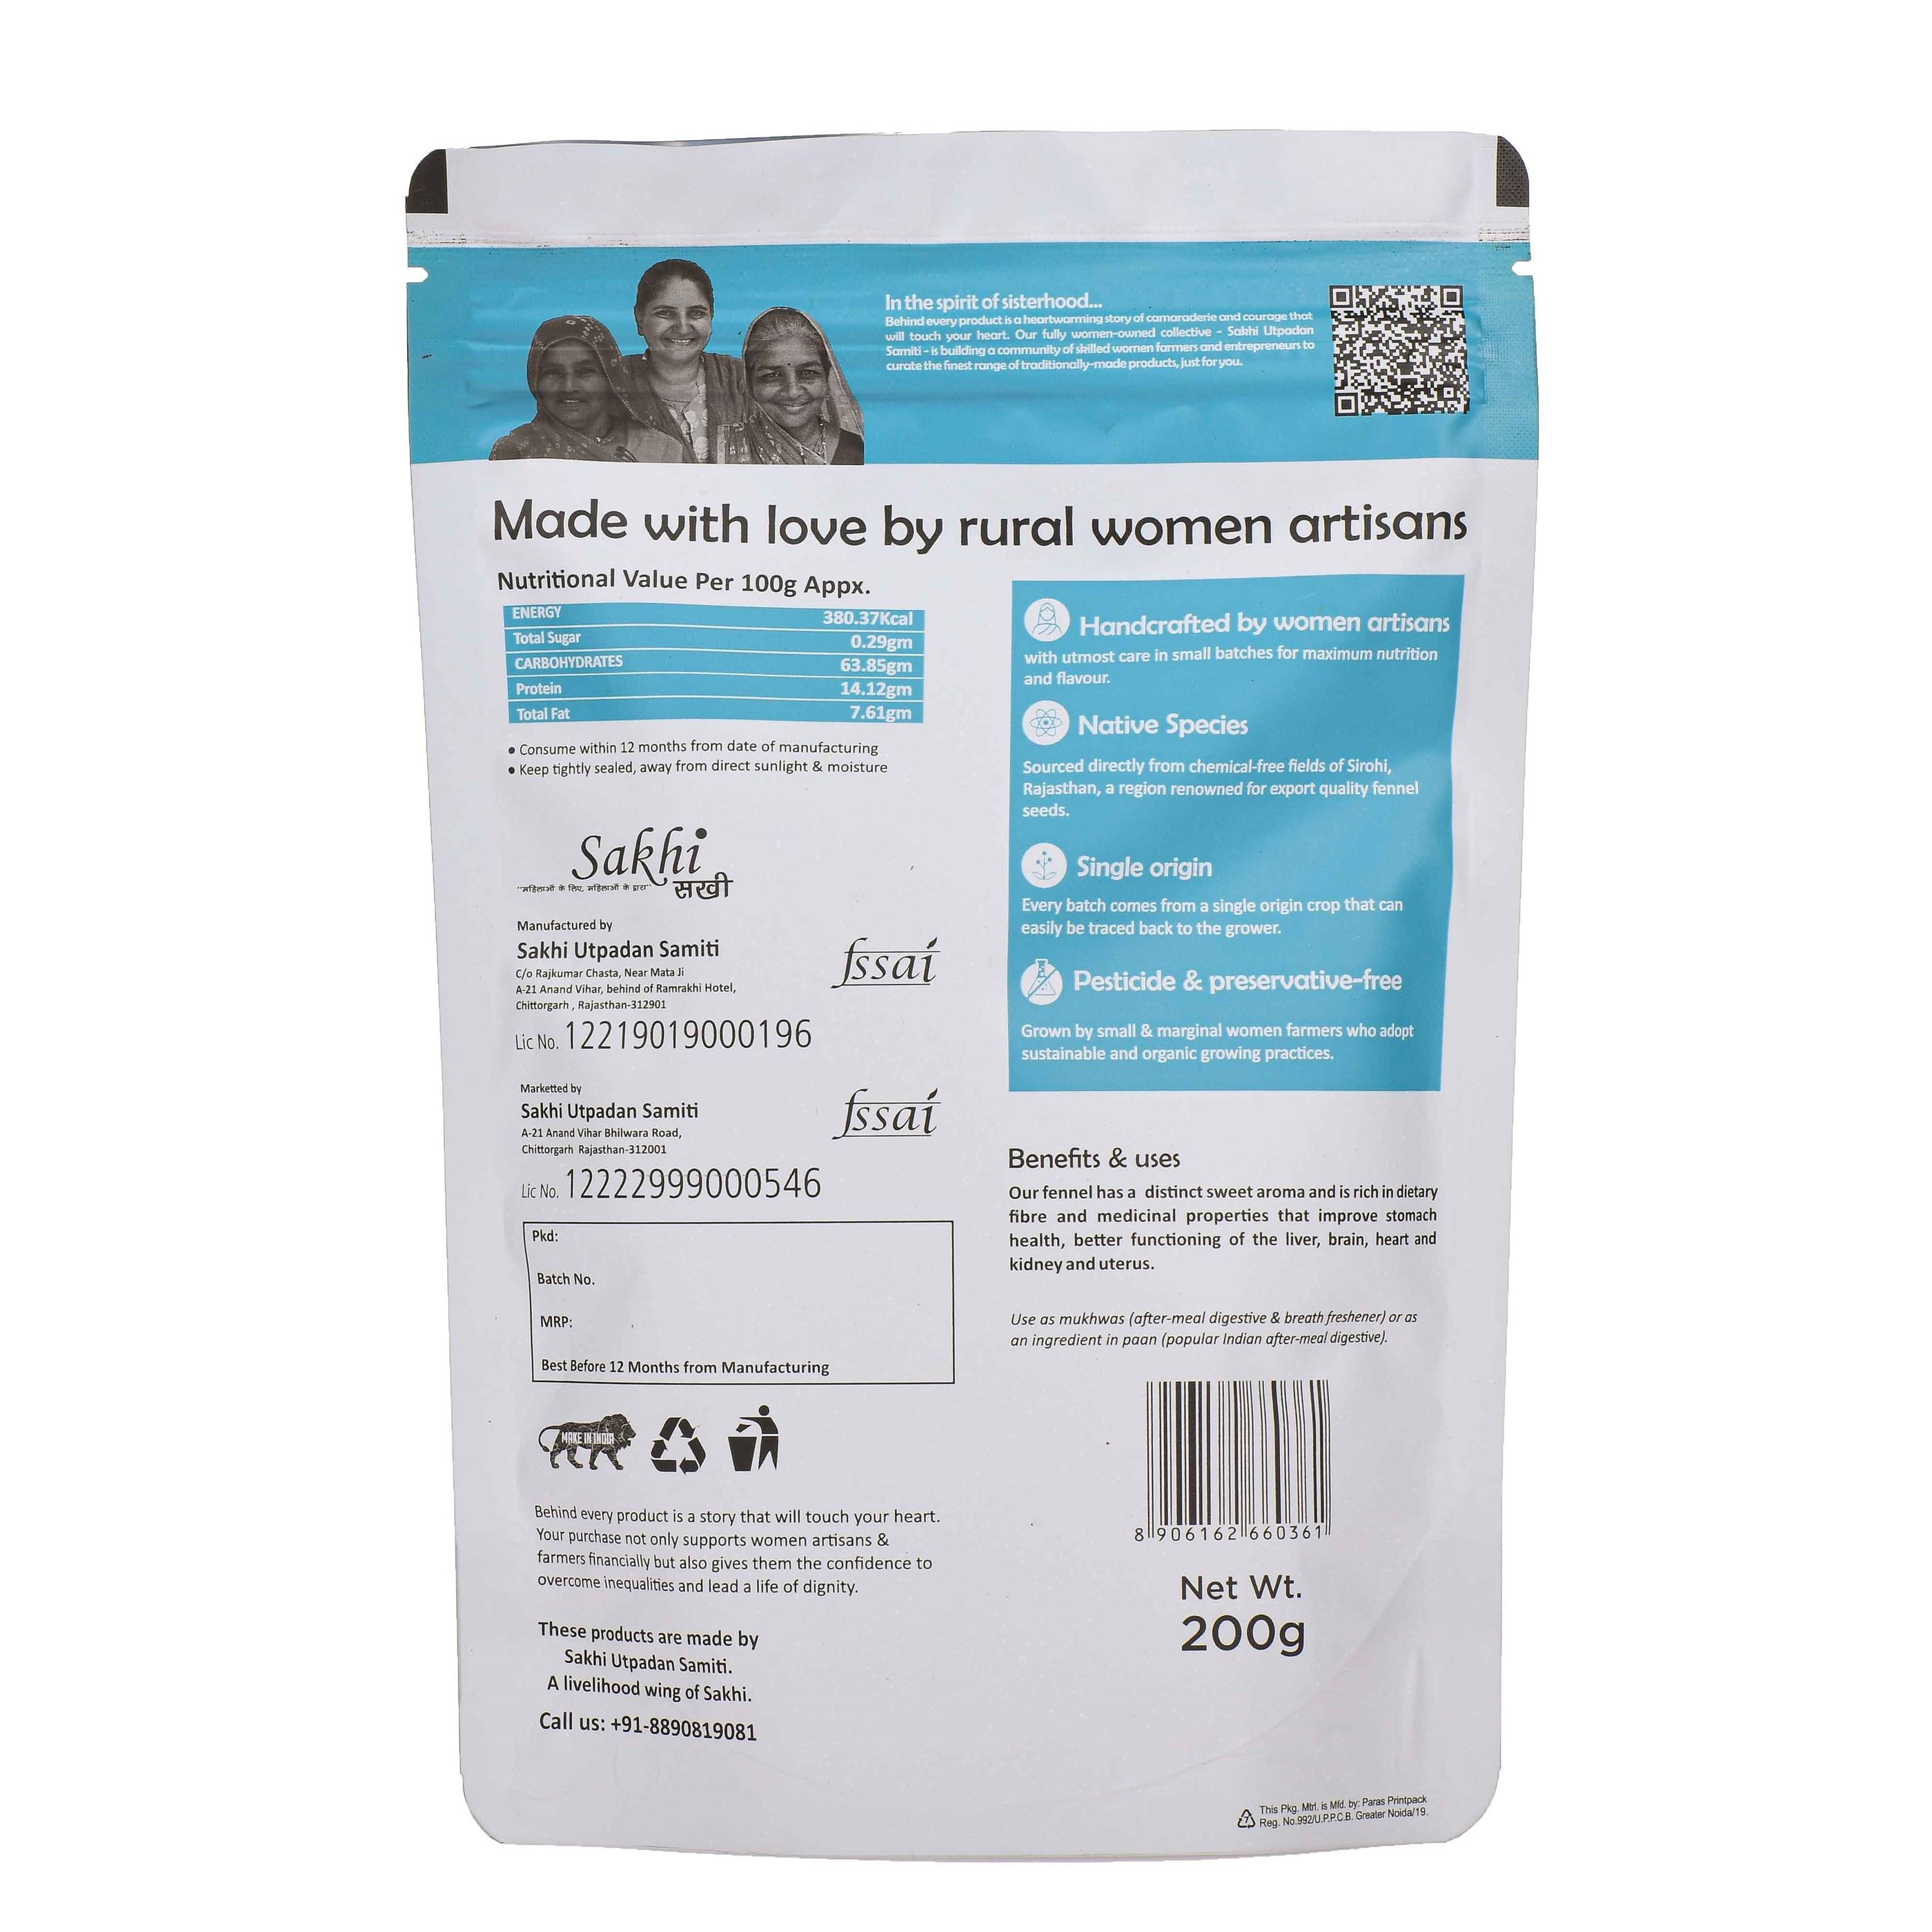 In the spirit of sisterhood...
Behind every product is a heartwarming story of camaraderie and courage that
will touch your heart. Our fully women-owned collective - Sakhi Utpadan
Samiti - is building a community of skilled women farmers and entrepreneurs to
curate the finest range of traditionally-made products, just for you.
Made with love by rural women artisans
Nutritional Value Per 100g Appx.
ENERGY 380.37Kcal
Total Sugar 0.29gm
CARBOHYDRATES 63.85gm
Protein 14.12gm
Total Fat 7.61gm
• Consume within 12 months from date of manufacturing
• Keep tightly sealed, away from direct sunlight & moisture
Sakhi
"महिलाओं के लिए, महिलाओं के द्वारा" सखी
Manufactured by
Sakhi Utpadan Samiti
C/o Rajkumar Chasta, Near Mata Ji
A-21 Anand Vihar, behind of Ramrakhi Hotel,
Chittorgarh , Rajasthan-312901
fssai
Lic No. 12219019000196
Marketted by
Sakhi Utpadan Samiti
A-21 Anand Vihar Bhilwara Road,
Chittorgarh Rajasthan-312001
fssai
Lic No. 12222999000546
Pkd:
Batch No.
MRP:
Best Before 12 Months from Manufacturing
MAKE IN INDIA
Behind every product is a story that will touch your heart.
Your purchase not only supports women artisans &
farmers financially but also gives them the confidence to
overcome inequalities and lead a life of dignity.
These products are made by
Sakhi Utpadan Samiti.
A livelihood wing of Sakhi.
Call us: +91-8890819081
Handcrafted by women artisans
with utmost care in small batches for maximum nutrition
and flavour.
Native Species
Sourced directly from chemical-free fields of Sirohi,
Rajasthan, a region renowned for export quality fennel
seeds.
Single origin
Every batch comes from a single origin crop that can
easily be traced back to the grower.
Pesticide & preservative-free
Grown by small & marginal women farmers who adopt
sustainable and organic growing practices.
Benefits & uses
Our fennel has a distinct sweet aroma and is rich in dietary
fibre and medicinal properties that improve stomach
health, better functioning of the liver, brain, heart and
kidney and uterus.
Use as mukhwas (after-meal digestive & breath freshener) or as
an ingredient in paan (popular Indian after-meal digestive).
8 906162 660361
Net Wt.
200g
7
This Pkg. Mtrl. is Mfd. by: Paras Printpack
Reg. No.992/U.P.P.C.B. Greater Noida/19.